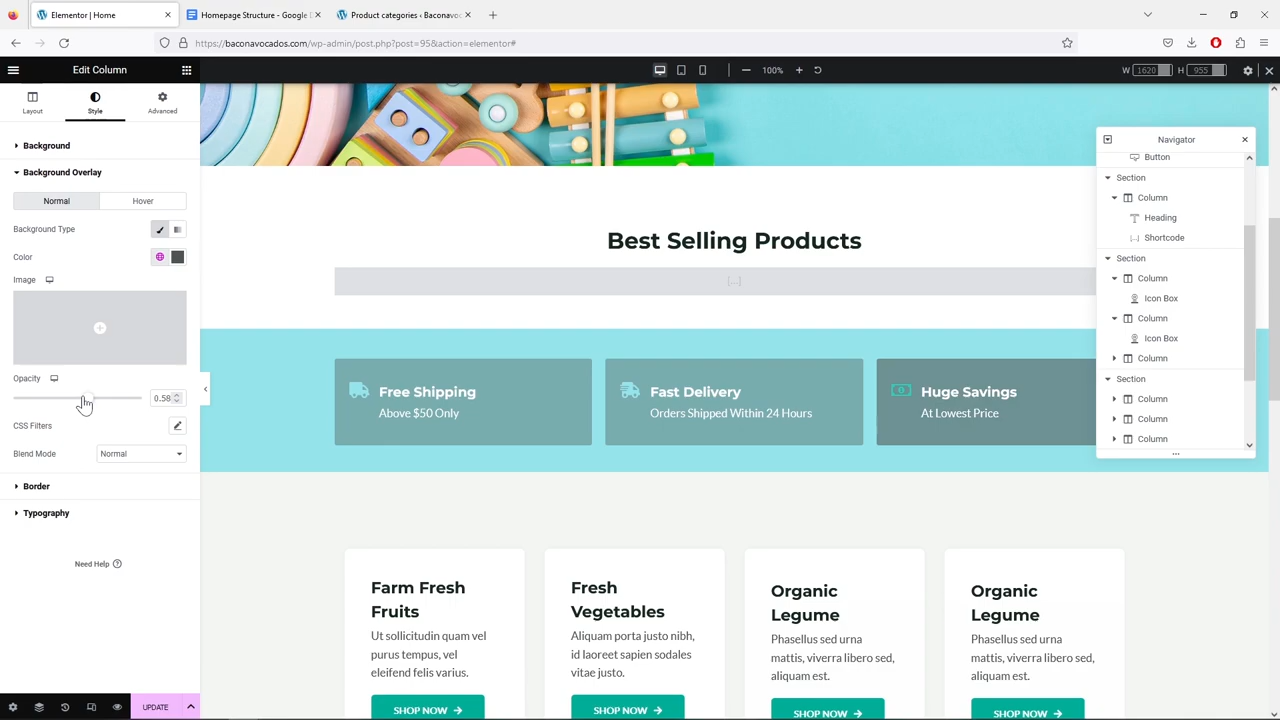 Elementor | Home
Homepage Structure - Google D
Product categories ‹ Baconavoc
https://baconavocados.com/wp-admin/post.php?post=95&action=elementor#
Edit Column
100%
W 1620
H 955
Layout
Style
Advanced
Background
Background Overlay
Normal
Hover
Background Type
Color
Image
Opacity
0.58
CSS Filters
Blend Mode
Normal
Border
Typography
Need Help
UPDATE
Best Selling Products
[...]
Free Shipping
Above $50 Only
Fast Delivery
Orders Shipped Within 24 Hours
Huge Savings
At Lowest Price
Farm Fresh
Fruits
Ut sollicitudin quam vel
purus tempus, vel
eleifend felis varius.
SHOP NOW
Fresh
Vegetables
Aliquam porta justo nibh,
id laoreet sapien sodales
vitae justo.
SHOP NOW
Organic
Legume
Phasellus sed urna
mattis, viverra libero sed,
aliquam est.
SHOP NOW
Organic
Legume
Phasellus sed urna
mattis, viverra libero sed,
aliquam est.
SHOP NOW
Navigator
Button
Section
Column
Heading
Shortcode
Section
Column
Icon Box
Column
Icon Box
Column
Section
Column
Column
Column